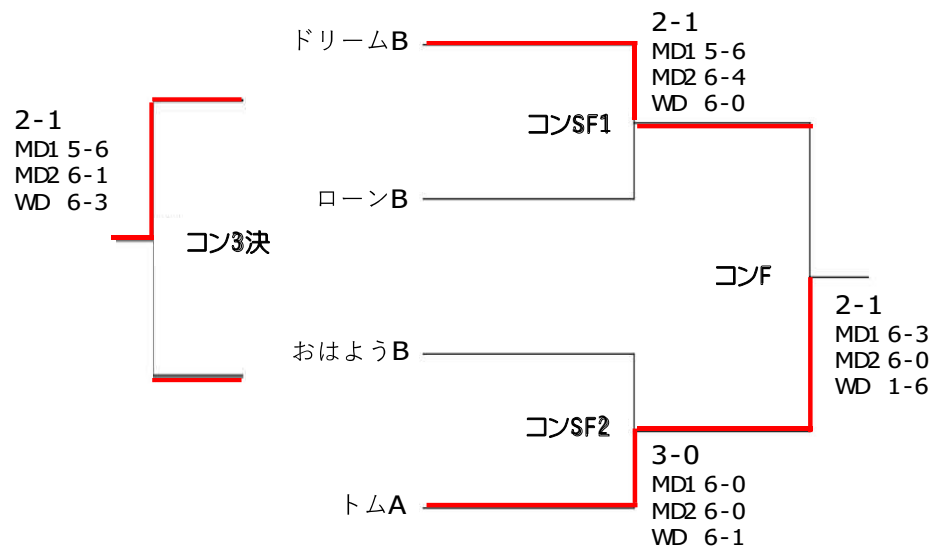 ドリームB
2-1
MD1 5-6
MD2 6-4
WD 6-0
コンSF1
2-1
MD1 5-6
MD2 6-1
WD 6-3
ローンB
コン3決
コンF
2-1
MD1 6-3
MD2 6-0
WD 1-6
おはようB
コンSF2
3-0
MD1 6-0
MD2 6-0
WD 6-1
トムA